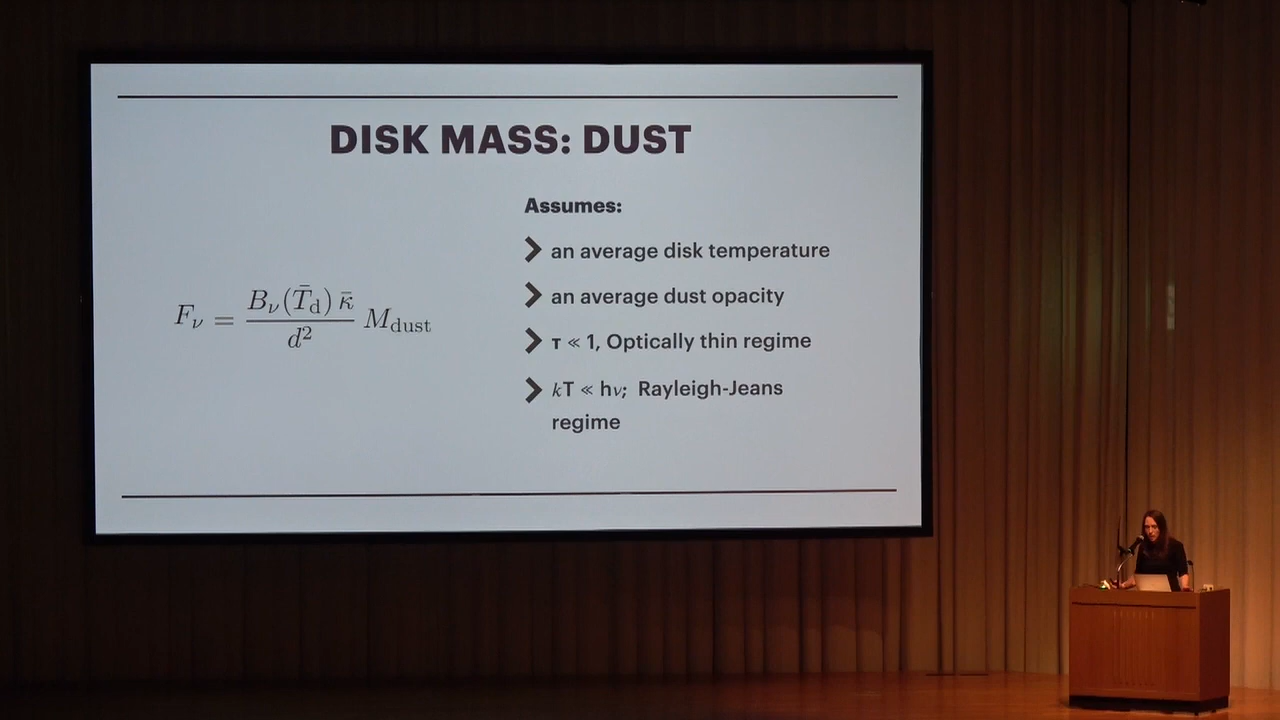 DISK MASS: DUST
Assumes:
an average disk temperature
an average dust opacity
τ ≪ 1, Optically thin regime
kT ≪ hν; Rayleigh-Jeans
regime
F_ν = B_ν(T̄_d) κ̄ / d² M_dust